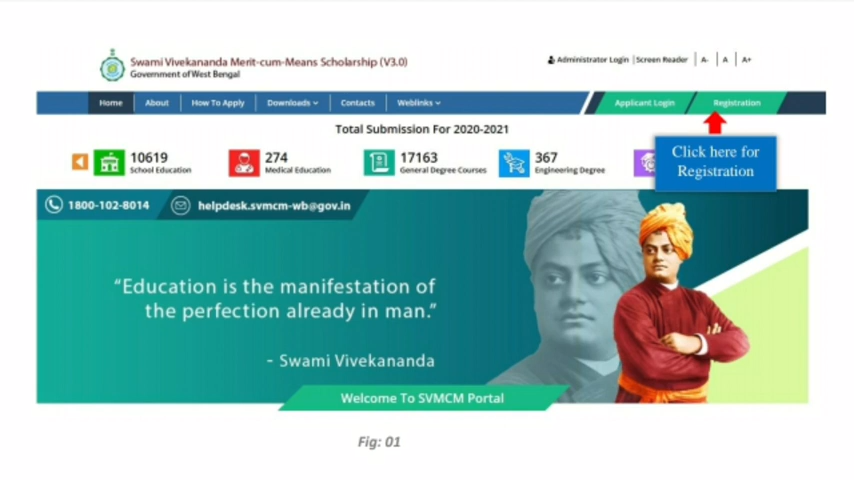 Swami Vivekananda Merit-cum-Means Scholarship (V3.0)
Government of West Bengal
Administrator Login | Screen Reader | A- | A | A+
Home About How To Apply Downloads Contacts Weblinks Applicant Login Registration
Total Submission For 2020-2021
Click here for
Registration
10619 274 17163 367
School Education Medical Education General Degree Courses Engineering Degree
1800-102-8014 helpdesk.svmcm-wb@gov.in
“Education is the manifestation of
the perfection already in man.”
- Swami Vivekananda
Welcome To SVMCM Portal
Fig: 01